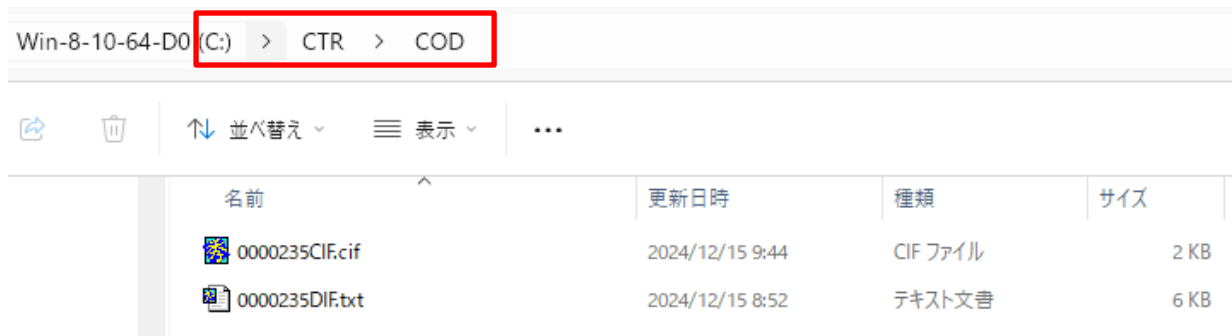 Win-8-10-64-D0 (C:) > CTR > COD
並べ替え 表示 ...
名前 更新日時 種類 サイズ
0000235CIF.cif 2024/12/15 9:44 CIF ファイル 2 KB
0000235DIF.txt 2024/12/15 8:52 テキスト文書 6 KB